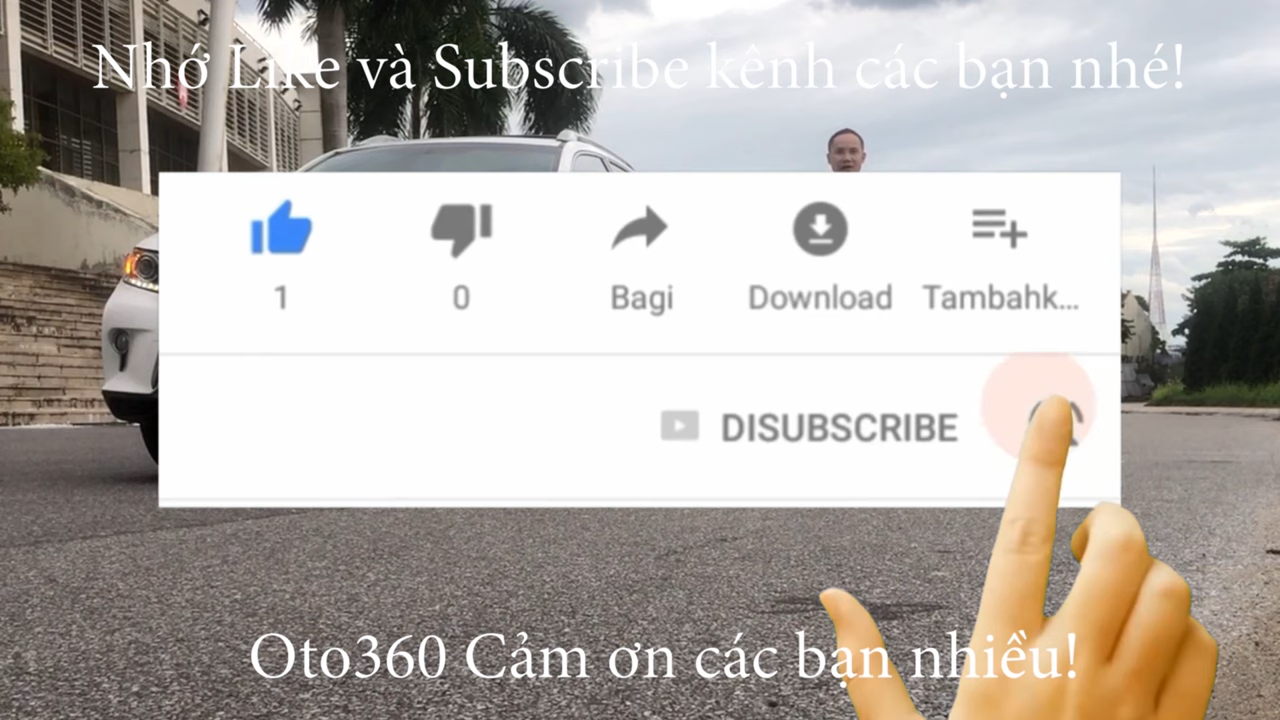 Nhớ Like và Subscribe kênh các bạn nhé!
1 0 Bagi Download Tambahk...
DISUBSCRIBE
Oto360 Cảm ơn các bạn nhiều!